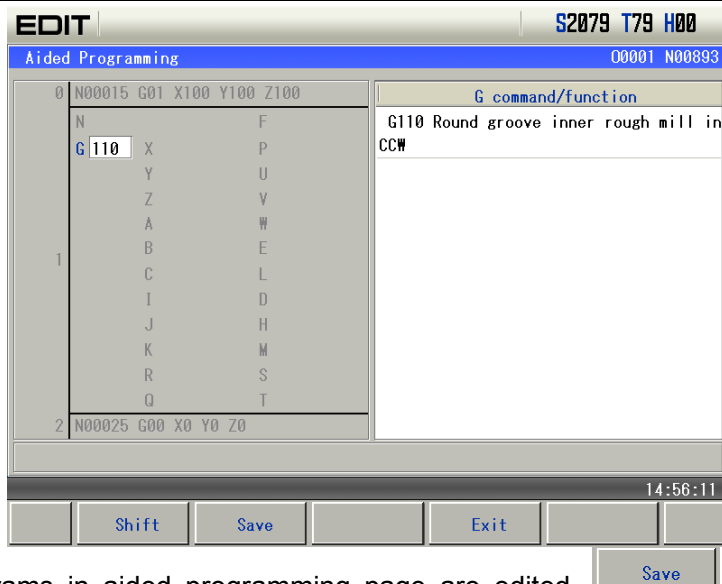 EDIT S2079 T79 H00
Aided Programming O0001 N00893
0 N00015 G01 X100 Y100 Z100
N F
G 110 X P
Y U
Z V
A W
B E
1
C L
I D
J H
K M
R S
Q T
2 N00025 G00 X0 Y0 Z0
G command/function
G110 Round groove inner rough mill in
CCW
14:56:11
Shift Save Exit
rams in aided programming page are edited
Save